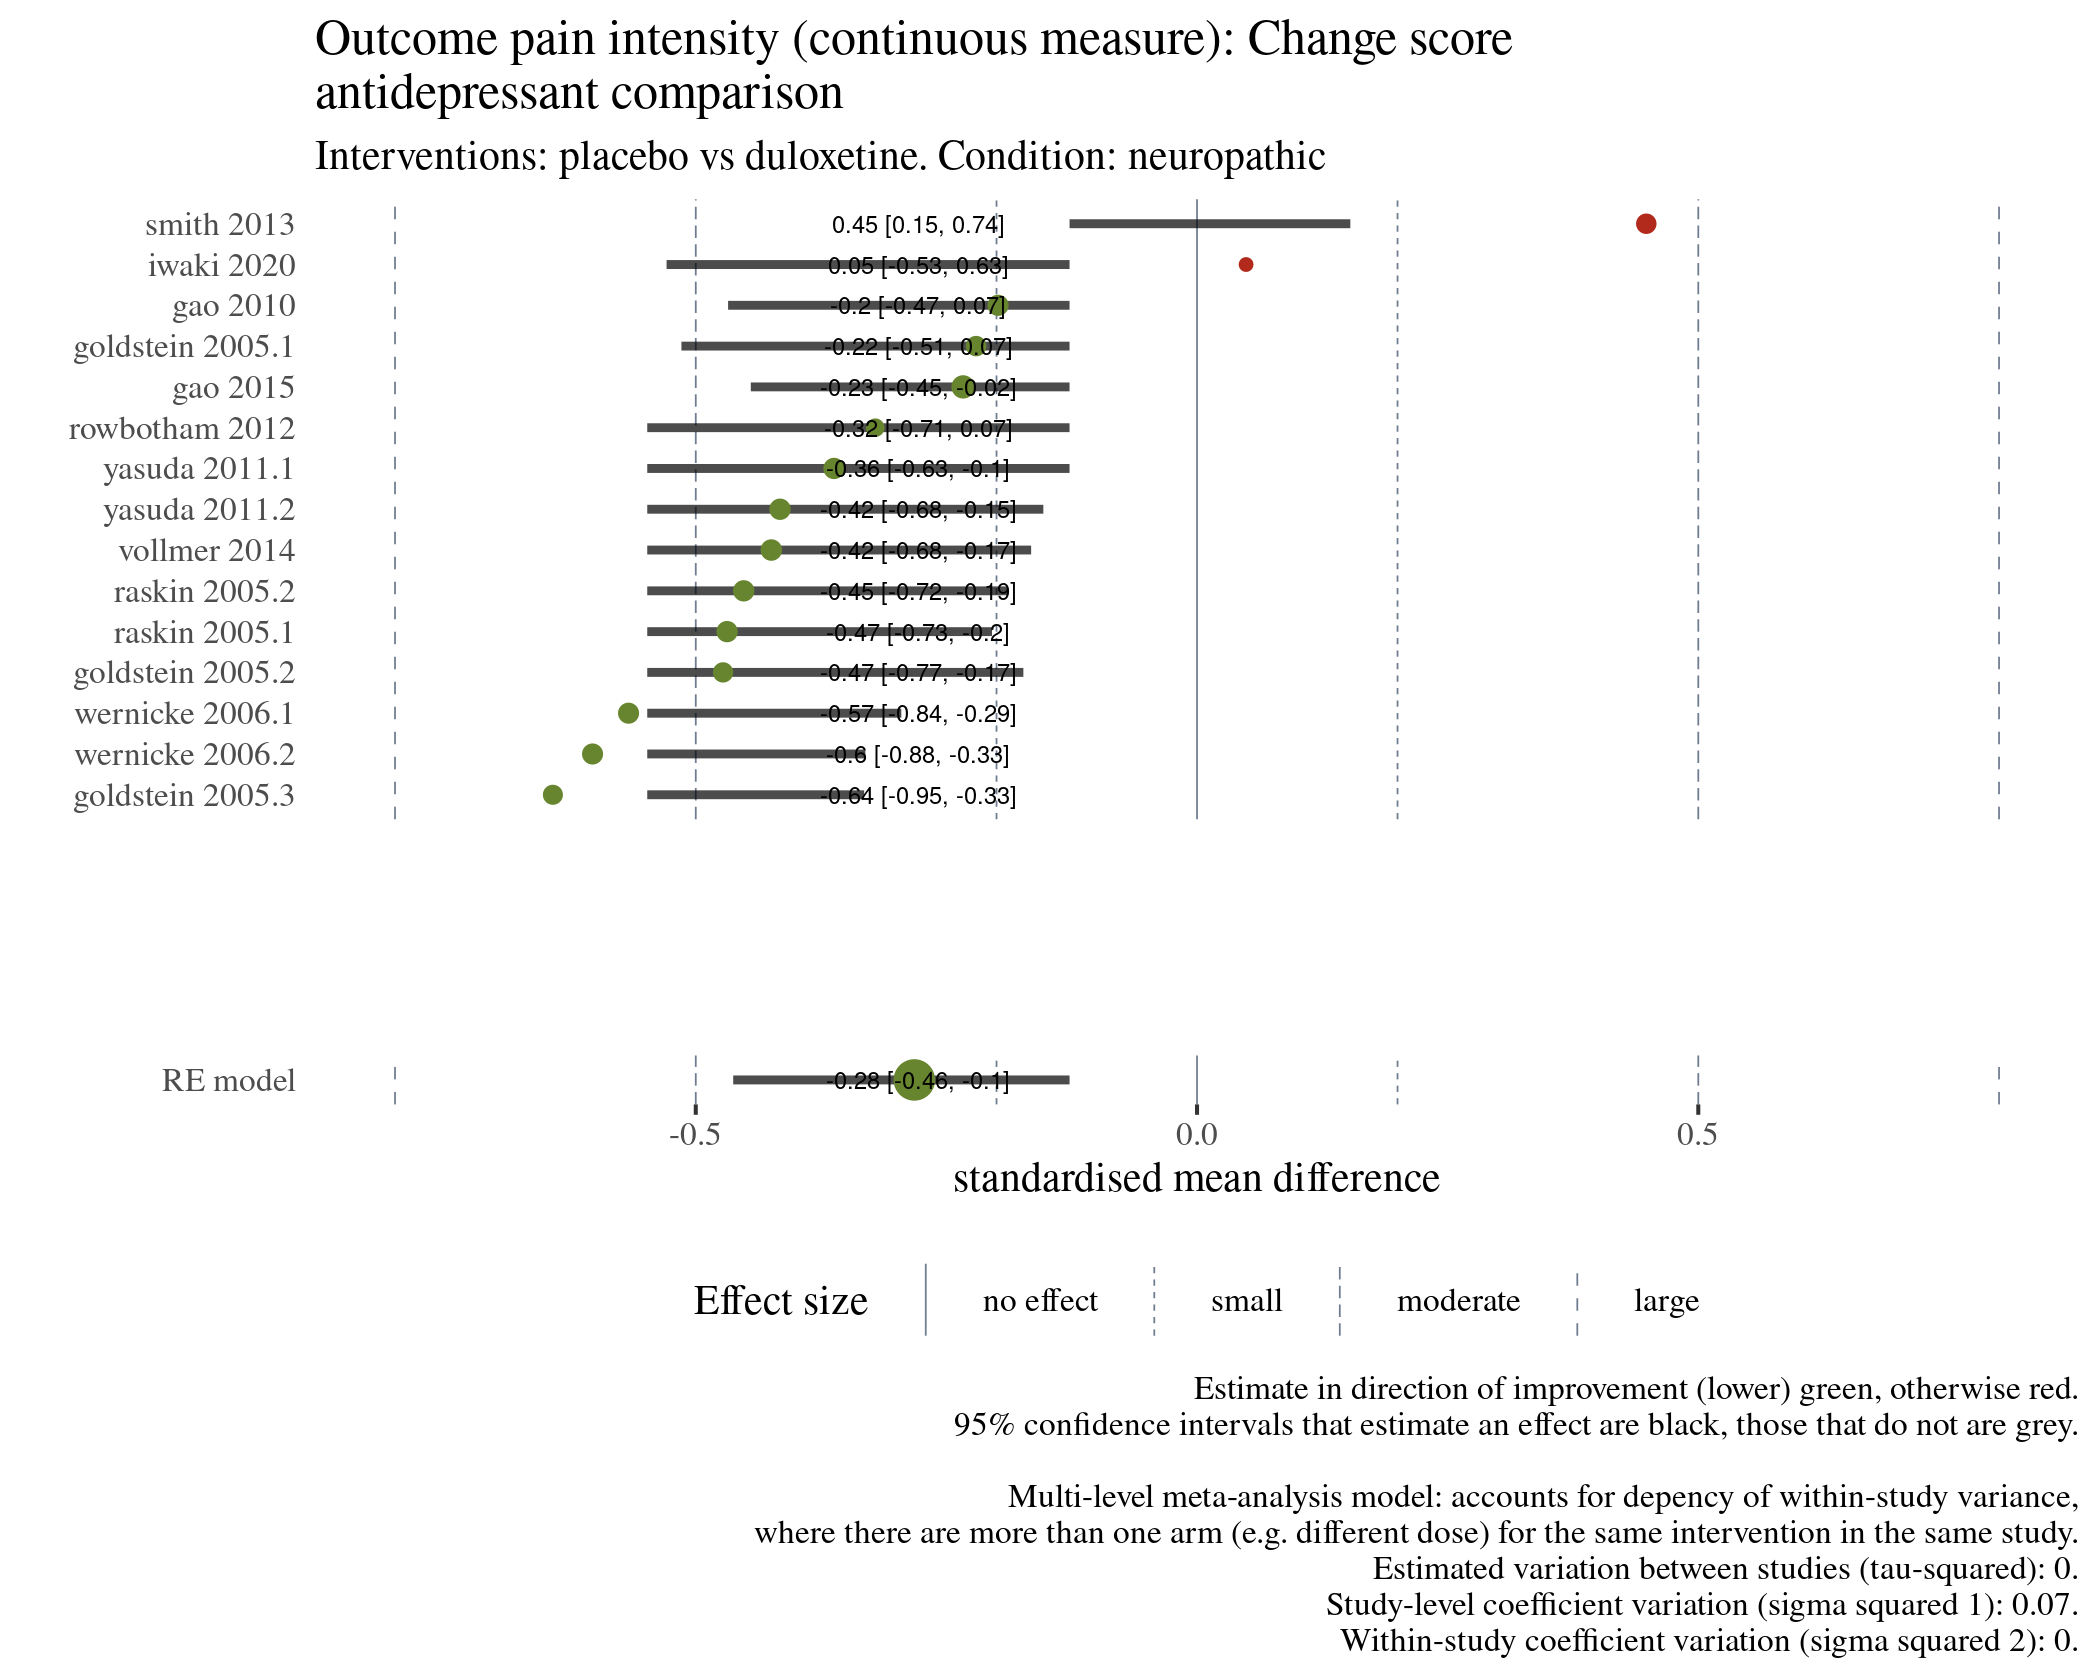 Outcome pain intensity (continuous measure): Change score
antidepressant comparison
Interventions: placebo vs duloxetine. Condition: neuropathic
smith 2013 0.45 [0.15, 0.74]
iwaki 2020 0.05 [-0.53, 0.63]
gao 2010 -0.2 [-0.47, 0.07]
goldstein 2005.1 -0.22 [-0.51, 0.07]
gao 2015 -0.23 [-0.45, -0.02]
rowbotham 2012 -0.32 [-0.71, 0.07]
yasuda 2011.1 -0.36 [-0.63, -0.1]
yasuda 2011.2 -0.42 [-0.68, -0.15]
vollmer 2014 -0.42 [-0.68, -0.17]
raskin 2005.2 -0.45 [-0.72, -0.19]
raskin 2005.1 -0.47 [-0.73, -0.2]
goldstein 2005.2 -0.47 [-0.77, -0.17]
wernicke 2006.1 -0.57 [-0.84, -0.29]
wernicke 2006.2 -0.6 [-0.88, -0.33]
goldstein 2005.3 -0.64 [-0.95, -0.33]
RE model -0.28 [-0.46, -0.1]
-0.5 0.0 0.5
standardised mean difference
Effect size no effect small moderate large
Estimate in direction of improvement (lower) green, otherwise red.
95% confidence intervals that estimate an effect are black, those that do not are grey.
Multi-level meta-analysis model: accounts for depency of within-study variance,
where there are more than one arm (e.g. different dose) for the same intervention in the same study.
Estimated variation between studies (tau-squared): 0.
Study-level coefficient variation (sigma squared 1): 0.07.
Within-study coefficient variation (sigma squared 2): 0.